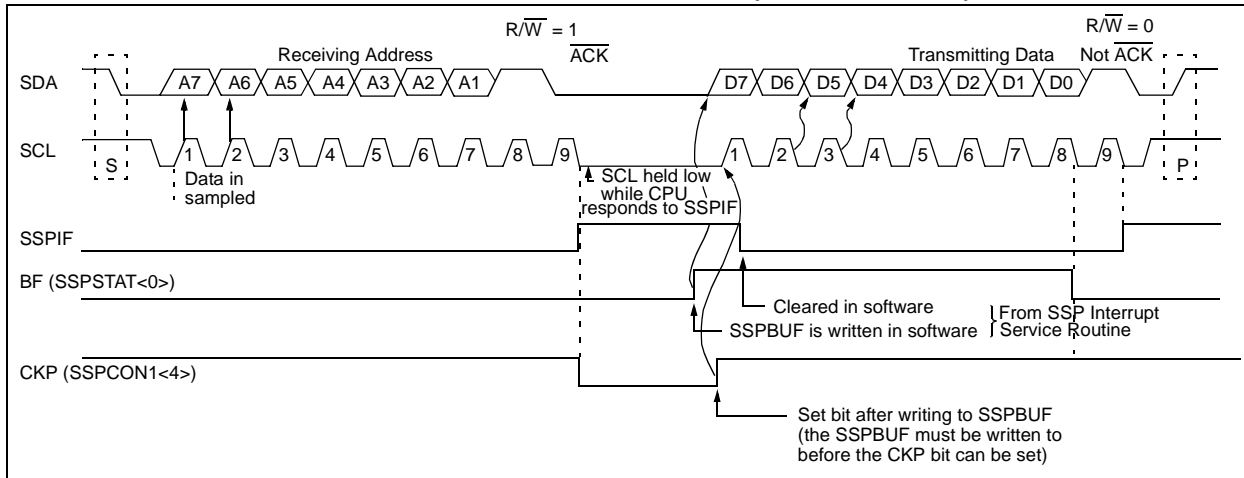 R/W = 1
ACK
R/W = 0
Receiving Address
Transmitting Data
Not ACK
SDA
A7 A6 A5 A4 A3 A2 A1
D7 D6 D5 D4 D3 D2 D1 D0
SCL
S
1 2 3 4 5 6 7 8 9
1 2 3 4 5 6 7 8 9
P
Data in
sampled
SCL held low
while CPU
responds to SSPIF
SSPIF
BF (SSPSTAT<0>)
Cleared in software
SSPBUF is written in software
From SSP Interrupt
Service Routine
CKP (SSPCON1<4>)
Set bit after writing to SSPBUF
(the SSPBUF must be written to
before the CKP bit can be set)